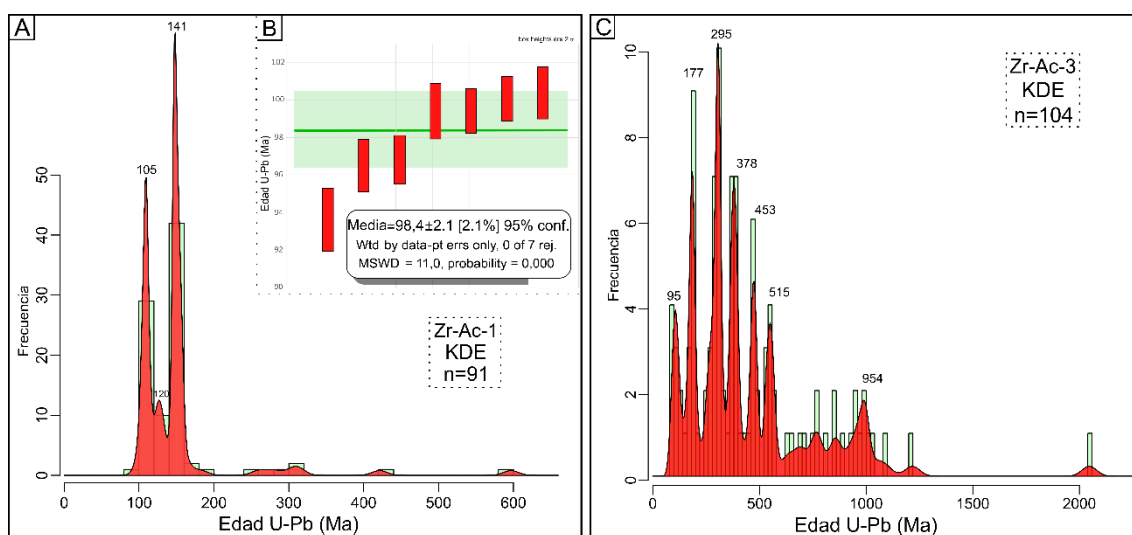 A
141
105
120
50
40
30
20
10
0
Frecuencia
0
100
200
300
400
500
600
Edad U-Pb (Ma)
Zr-Ac-1
KDE
n=91
B
box heights are 2σ
102
100
98
96
94
92
90
Edad U-Pb (Ma)
Media=98,4±2.1 [2.1%] 95% conf.
Wtd by data-pt errs only, 0 of 7 rej.
MSWD = 11,0, probability = 0,000
C
295
177
378
453
95
515
954
10
8
6
4
2
0
Frecuencia
0
500
1000
1500
2000
Edad U-Pb (Ma)
Zr-Ac-3
KDE
n=104